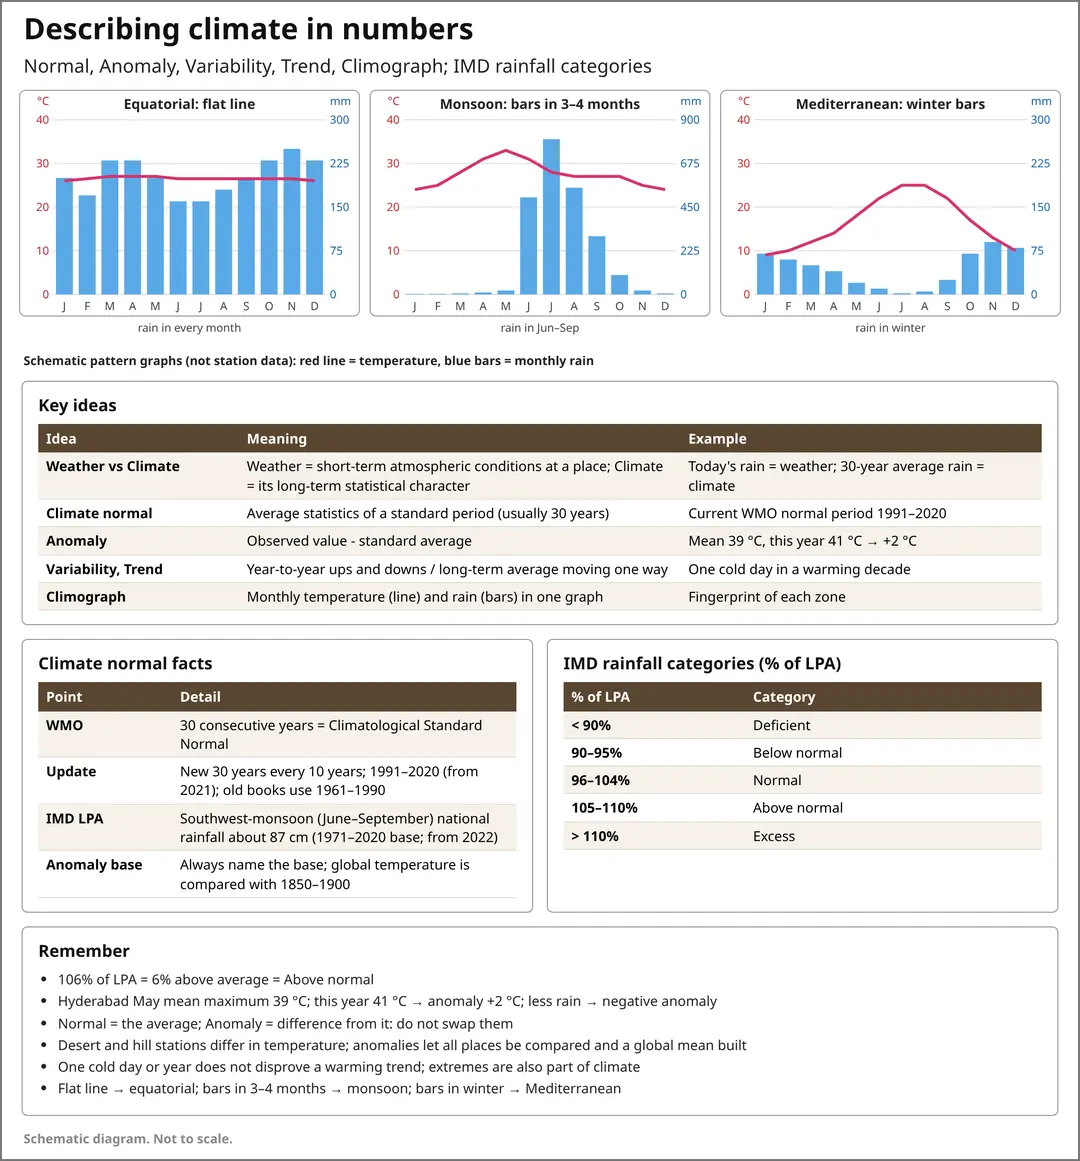 Describing climate in numbers
Normal, Anomaly, Variability, Trend, Climograph; IMD rainfall categories
°C Equatorial: flat line mm
40 300
30 225
20 150
10 75
0 0
J F M A M J J A S O N D
rain in every month
°C Monsoon: bars in 3–4 months mm
40 900
30 675
20 450
10 225
0 0
J F M A M J J A S O N D
rain in Jun–Sep
°C Mediterranean: winter bars mm
40 300
30 225
20 150
10 75
0 0
J F M A M J J A S O N D
rain in winter
Schematic pattern graphs (not station data): red line = temperature, blue bars = monthly rain
Key ideas
Idea Meaning Example
Weather vs Climate Weather = short-term atmospheric conditions at a place; Climate Today's rain = weather; 30-year average rain =
= its long-term statistical character climate
Climate normal Average statistics of a standard period (usually 30 years) Current WMO normal period 1991–2020
Anomaly Observed value - standard average Mean 39 °C, this year 41 °C → +2 °C
Variability, Trend Year-to-year ups and downs / long-term average moving one way One cold day in a warming decade
Climograph Monthly temperature (line) and rain (bars) in one graph Fingerprint of each zone
Climate normal facts
Point Detail
WMO 30 consecutive years = Climatological Standard
Normal
Update New 30 years every 10 years; 1991–2020 (from
2021); old books use 1961–1990
IMD LPA Southwest-monsoon (June–September) national
rainfall about 87 cm (1971–2020 base; from 2022)
Anomaly base Always name the base; global temperature is
compared with 1850–1900
IMD rainfall categories (% of LPA)
% of LPA Category
< 90% Deficient
90–95% Below normal
96–104% Normal
105–110% Above normal
> 110% Excess
Remember
• 106% of LPA = 6% above average = Above normal
• Hyderabad May mean maximum 39 °C; this year 41 °C → anomaly +2 °C; less rain → negative anomaly
• Normal = the average; Anomaly = difference from it: do not swap them
• Desert and hill stations differ in temperature; anomalies let all places be compared and a global mean built
• One cold day or year does not disprove a warming trend; extremes are also part of climate
• Flat line → equatorial; bars in 3–4 months → monsoon; bars in winter → Mediterranean
Schematic diagram. Not to scale.